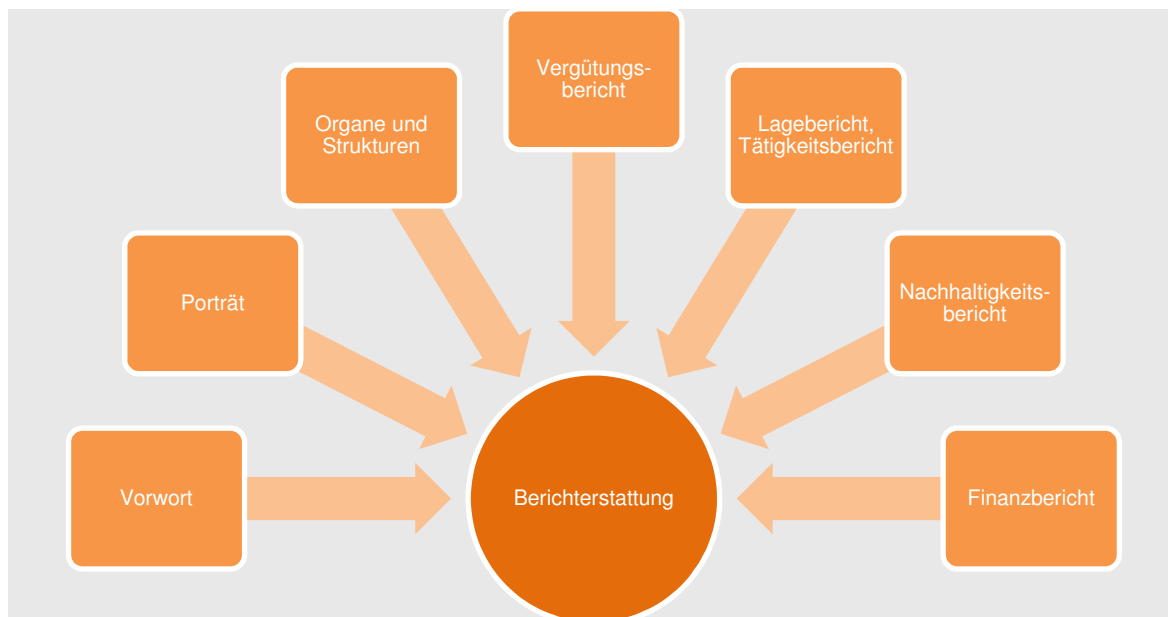 Vergütungs-
bericht
Organe und
Strukturen
Lagebericht,
Tätigkeitsbericht
Porträt
Nachhaltigkeits-
bericht
Vorwort
Berichterstattung
Finanzbericht